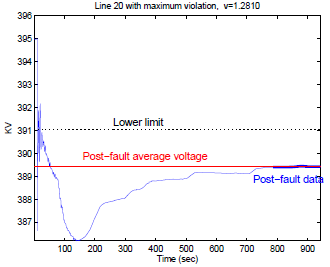 Line 20 with maximum violation, v=1.2810
396
395
394
393
392
391
390
389
388
387
KV
Lower limit
Post-fault average voltage
Post-fault data
100 200 300 400 500 600 700 800 900
Time (sec)